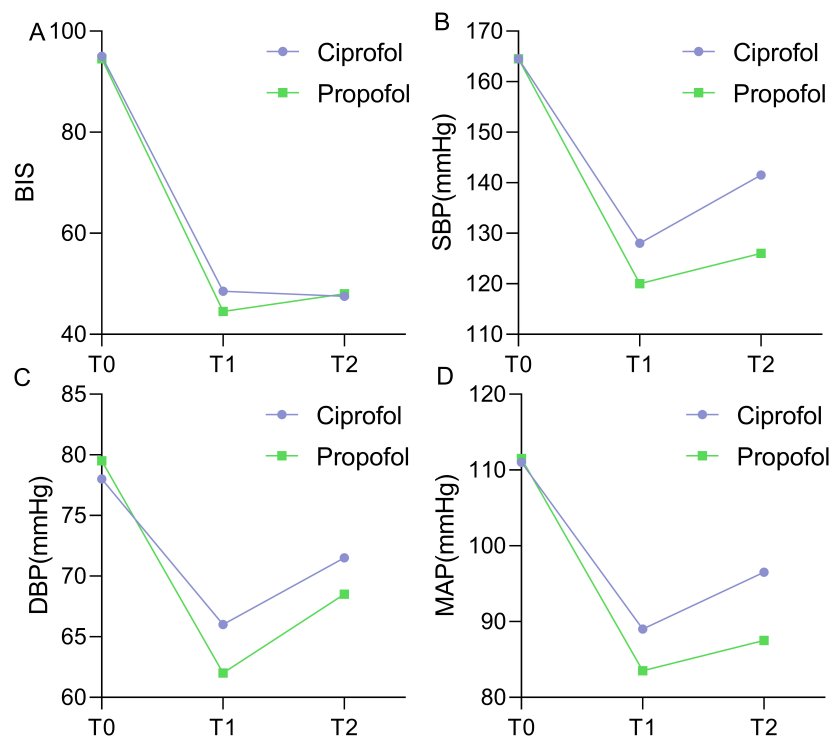 A
100
80
60
40
BIS
T0 T1 T2
Ciprofol
Propofol
B
170
160
150
140
130
120
110
SBP(mmHg)
T0 T1 T2
Ciprofol
Propofol
C
85
80
75
70
65
60
DBP(mmHg)
T0 T1 T2
Ciprofol
Propofol
D
120
110
100
90
80
MAP(mmHg)
T0 T1 T2
Ciprofol
Propofol